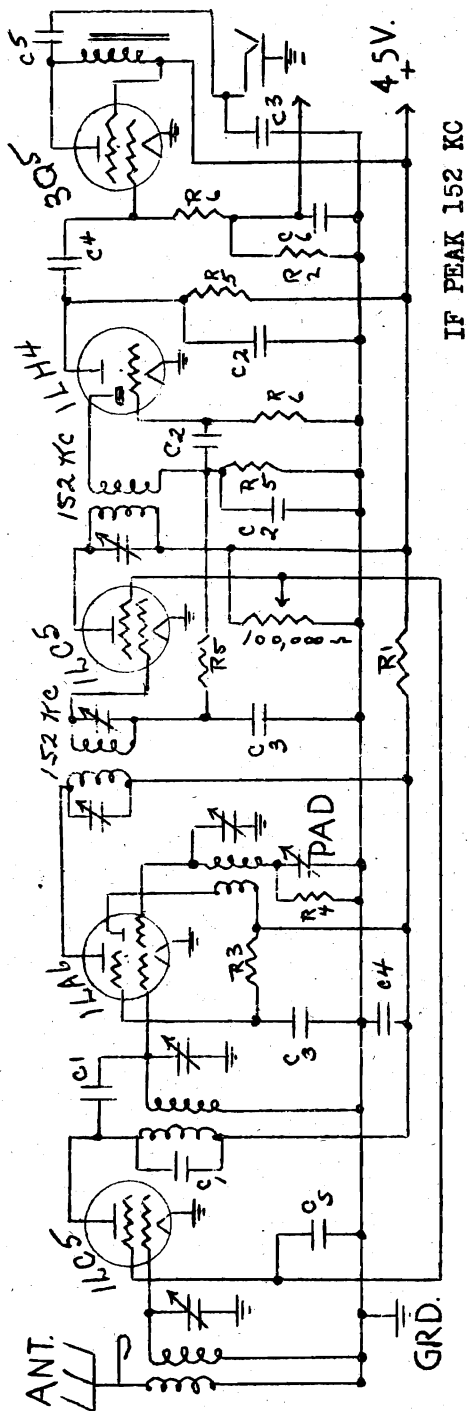 ANT.
1LC5
C1
C1
1LA6
152 KC
1LC5
152 KC
1LH4
C4
3Q5
C5
R3
C3
C4
PAD
R4
C3
R5
100,000 Ω
C2
R5
C2
R6
C2
R5
R6
R2
C6
C3
C5
R1
GRD.
45V.
+
IF PEAK 152 KC